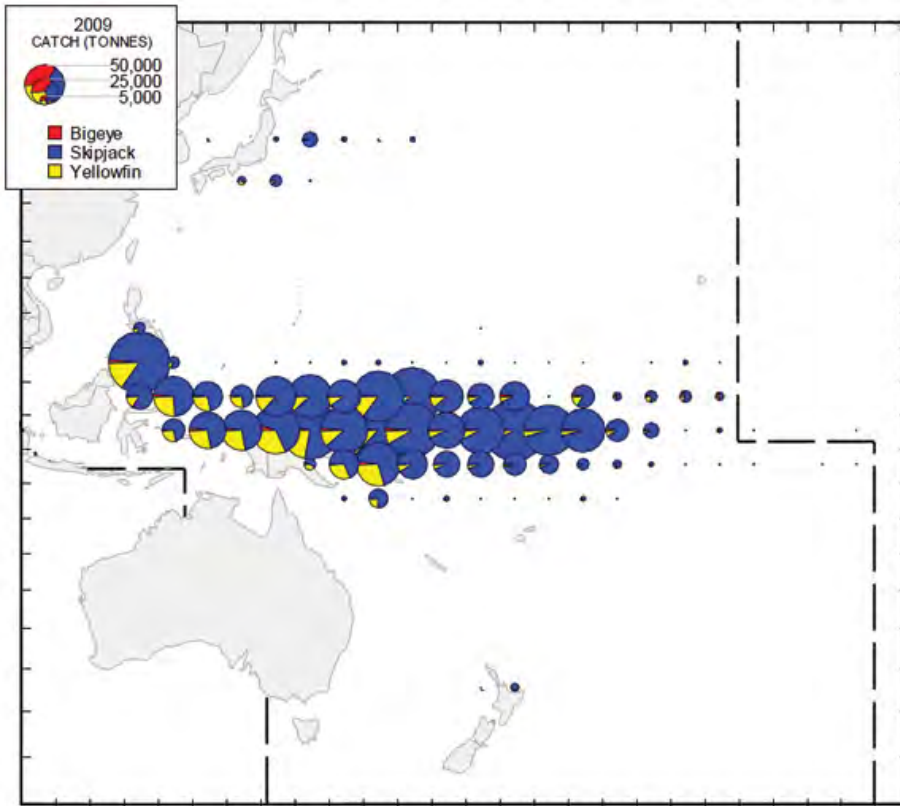 2009
CATCH (TONNES)
50,000
25,000
5,000
Bigeye
Skipjack
Yellowfin